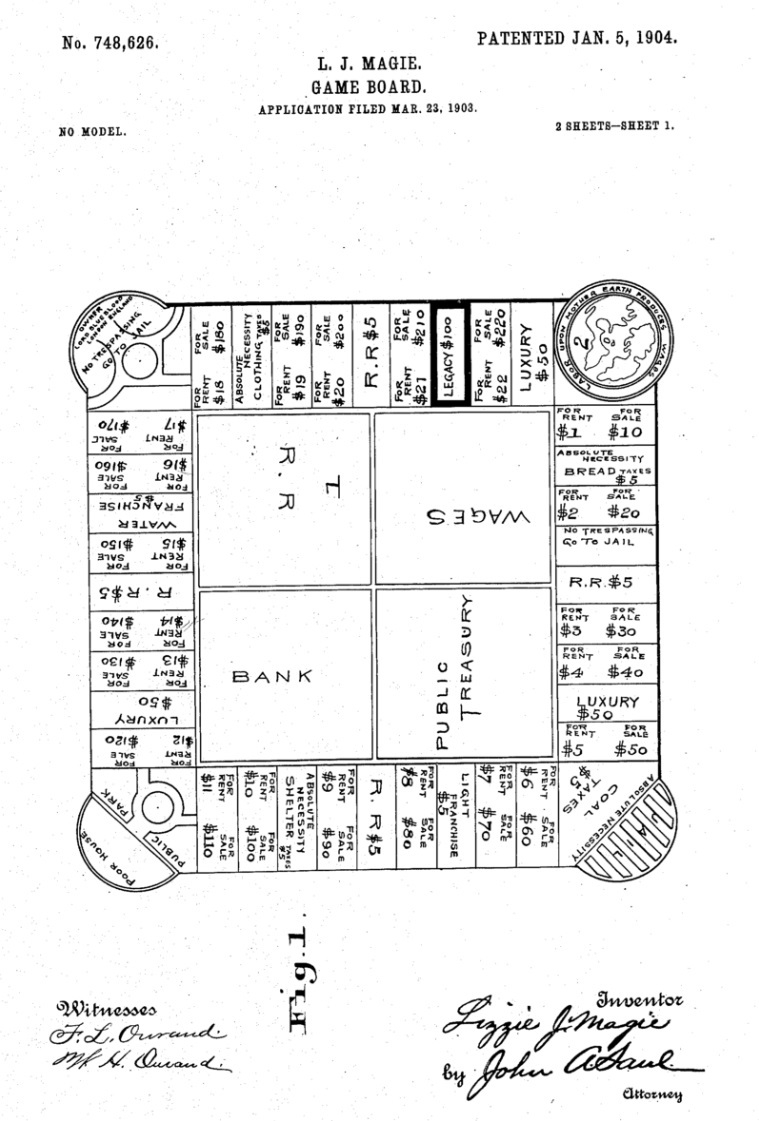 No. 748,626.
PATENTED JAN. 5, 1904.
L. J. MAGIE.
GAME BOARD.
APPLICATION FILED MAR. 23, 1903.
NO MODEL.
2 SHEETS—SHEET 1.
OWNER
LORD BLUEBLOOD
LONDON ENGLAND
NO TRESPASSING
GO TO JAIL
FOR RENT $18 FOR SALE $180
ABSOLUTE NECESSITY
CLOTHING TAXES $5
FOR RENT $19 FOR SALE $190
FOR RENT $20 FOR SALE $200
R.R $5
FOR RENT $21 FOR SALE $210
LEGACY $100
FOR RENT $22 FOR SALE $220
LUXURY
$50
LABOR UPON MOTHER EARTH PRODUCES WAGES
FOR RENT $1 FOR SALE $10
ABSOLUTE NECESSITY
BREAD TAXES
$5
FOR RENT $2 FOR SALE $20
NO TRESPASSING
GO TO JAIL
R.R. $5
FOR RENT $3 FOR SALE $30
FOR RENT $4 FOR SALE $40
LUXURY
$50
FOR RENT $5 FOR SALE $50
COAL
TAXES
$5
ABSOLUTE NECESSITY
JAIL
FOR RENT $6 FOR SALE $60
FOR RENT $7 FOR SALE $70
LIGHT
FRANCHISE
$5
FOR RENT $8 FOR SALE $80
R. R $5
FOR RENT $9 FOR SALE $90
ABSOLUTE
NECESSITY
SHELTER TAXES
$5
FOR RENT $10 FOR SALE $100
FOR RENT $11 FOR SALE $110
PUBLIC PARK
POOR HOUSE
FOR RENT $12 FOR SALE $120
LUXURY
$50
FOR RENT $13 FOR SALE $130
FOR RENT $14 FOR SALE $140
R. R $5
FOR RENT $15 FOR SALE $150
WATER
FRANCHISE
$5
FOR RENT $16 FOR SALE $160
FOR RENT $17 FOR SALE $170
R. R
WAGES
BANK
PUBLIC
TREASURY
Fig. 1.
Witnesses
F. L. Ourand.
W. H. Ourand.
Inventor
Lizzie J. Magie
by John A Saul
Attorney